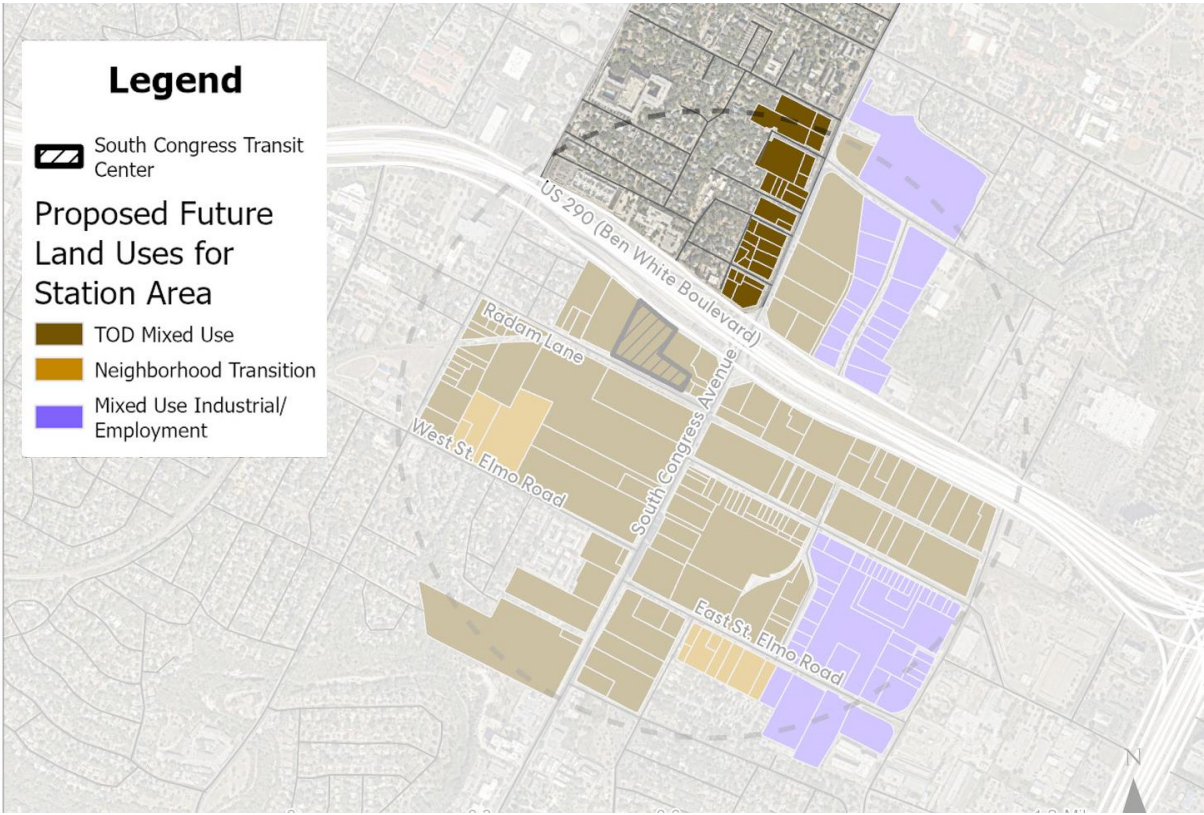 Legend
South Congress Transit
Center
Proposed Future
Land Uses for
Station Area
TOD Mixed Use
Neighborhood Transition
Mixed Use Industrial/
Employment
US 290 (Ben White Boulevard)
Radam Lane
South Congress Avenue
West St. Elmo Road
East St. Elmo Road
N